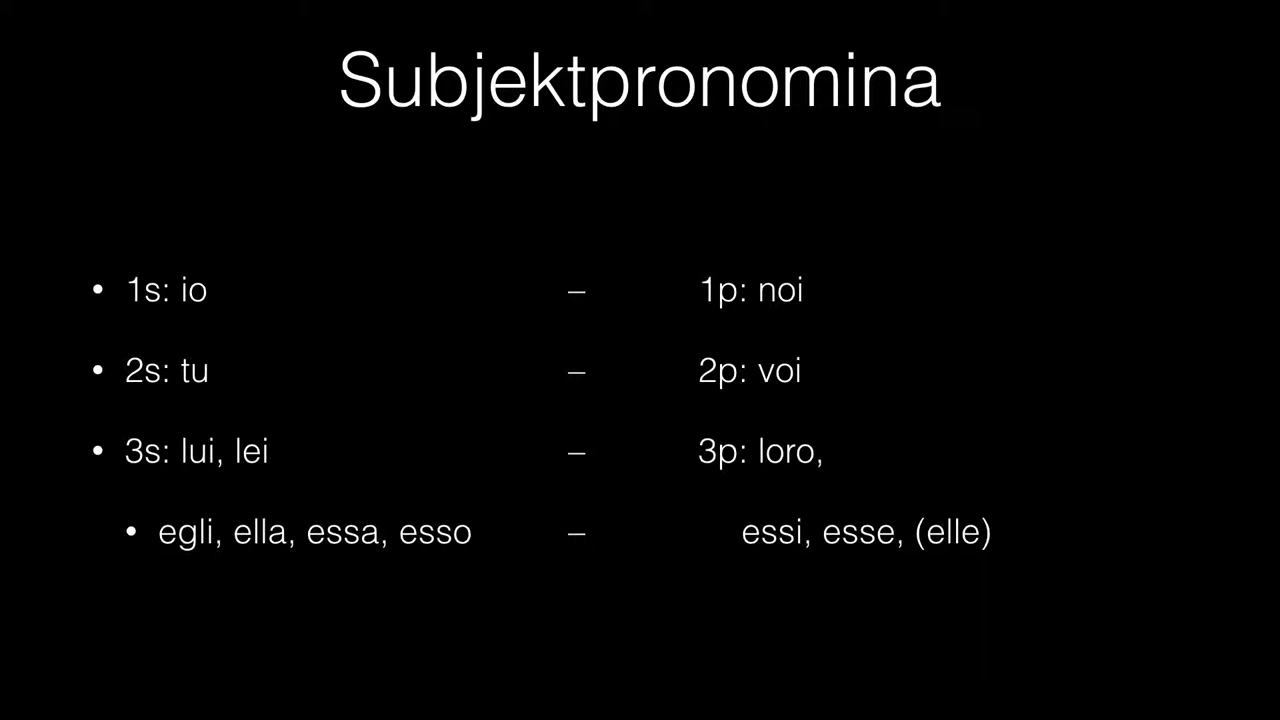 Subjektpronomina
• 1s: io – 1p: noi
• 2s: tu – 2p: voi
• 3s: lui, lei – 3p: loro,
• egli, ella, essa, esso – essi, esse, (elle)